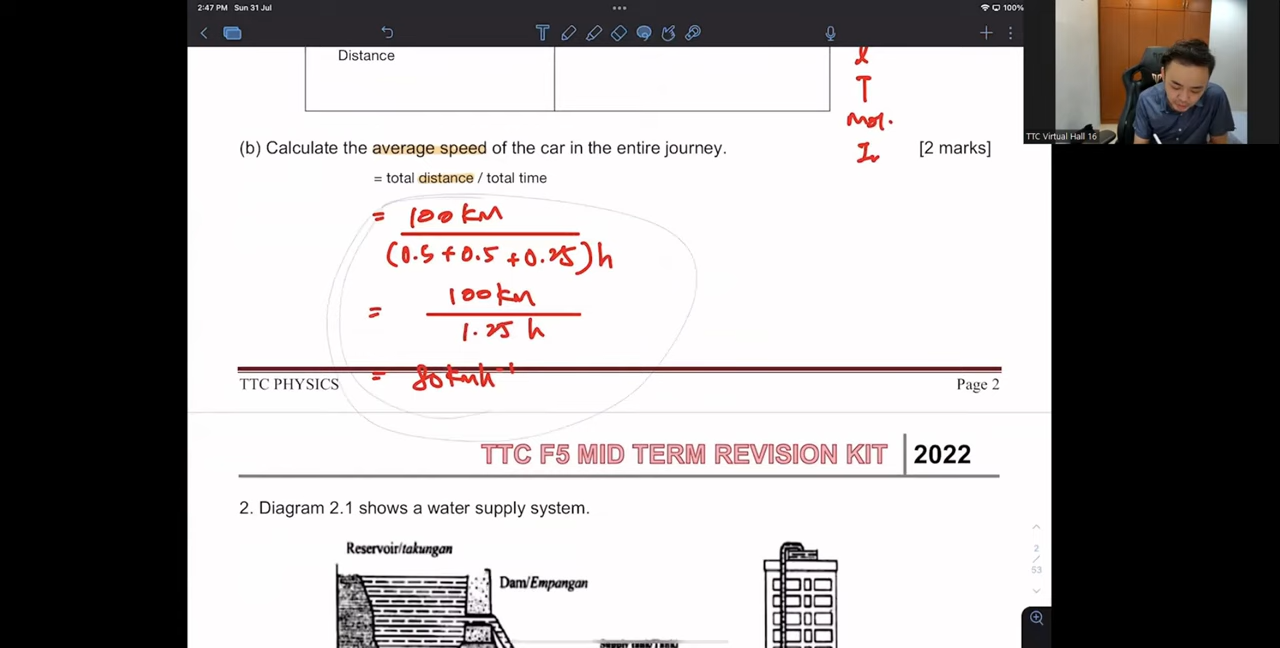 2:47 PM Sun 31 Jul
100%
Distance
T
Mol.
TTC Virtual Hall 16
(b) Calculate the average speed of the car in the entire journey. [2 marks]
= total distance / total time
= 100 km
(0.5 + 0.5 + 0.25) h
= 100 km
1.25 h
= 80 kmh⁻¹
TTC PHYSICS Page 2
TTC F5 MID TERM REVISION KIT 2022
2. Diagram 2.1 shows a water supply system.
Reservoir/takungan
Dam/Empangan
2
/
53